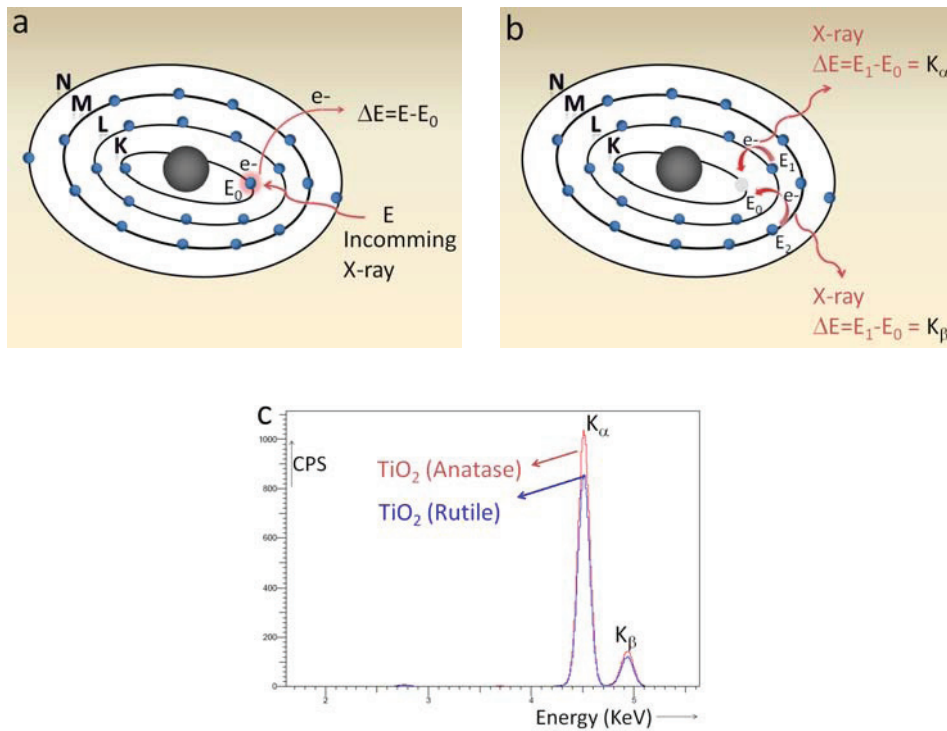 a
N
M
L
K
e-
ΔE=E-E₀
e-
E₀
E
Incomming
X-ray
b
X-ray
ΔE=E₁-E₀ = Kα
N
M
L
K
e-
E₁
e-
E₀
E₂
X-ray
ΔE=E₁-E₀ = Kβ
c
Kα
1000
CPS
TiO₂ (Anatase)
800
TiO₂ (Rutile)
600
400
200
Kβ
0
2
3
4
5
Energy (KeV)